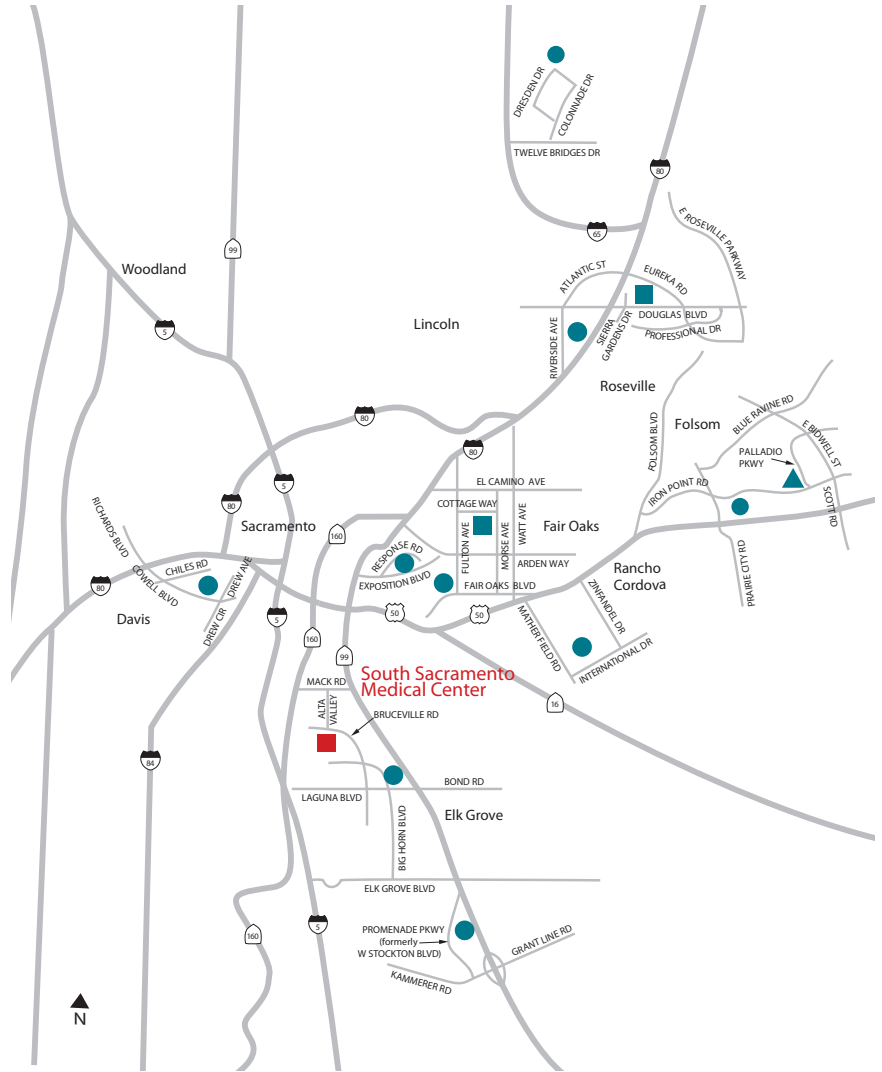 DRESDEN DR
COLONNADE DR
TWELVE BRIDGES DR
80
65
E ROSEVILLE PARKWAY
99
Woodland
ATLANTIC ST
EUREKA RD
5
Lincoln
DOUGLAS BLVD
RIVERSIDE AVE
SIERRA
GARDENS DR
PROFESSIONAL DR
Roseville
80
FOLSOM BLVD
Folsom
BLUE RAVINE RD
E BIDWELL ST
80
PALLADIO
PKWY
5
EL CAMINO AVE
IRON POINT RD
SCOTT RD
80
COTTAGE WAY
RICHARDS BLVD
Sacramento
160
FULTON AVE
MORSE AVE
WATT AVE
Fair Oaks
RESPONSE RD
ARDEN WAY
Rancho
Cordova
PRAIRIE CITY RD
CHILES RD
DREW AVE
EXPOSITION BLVD
FAIR OAKS BLVD
80
COWELL BLVD
Davis
DREW CIR
5
50
50
MATHER FIELD RD
ZINFANDEL DR
160
99
INTERNATIONAL DR
South Sacramento
Medical Center
MACK RD
16
ALTA
VALLEY
BRUCEVILLE RD
84
BOND RD
LAGUNA BLVD
Elk Grove
BIG HORN BLVD
ELK GROVE BLVD
160
5
PROMENADE PKWY
(formerly
W STOCKTON BLVD)
GRANT LINE RD
KAMMERER RD
N